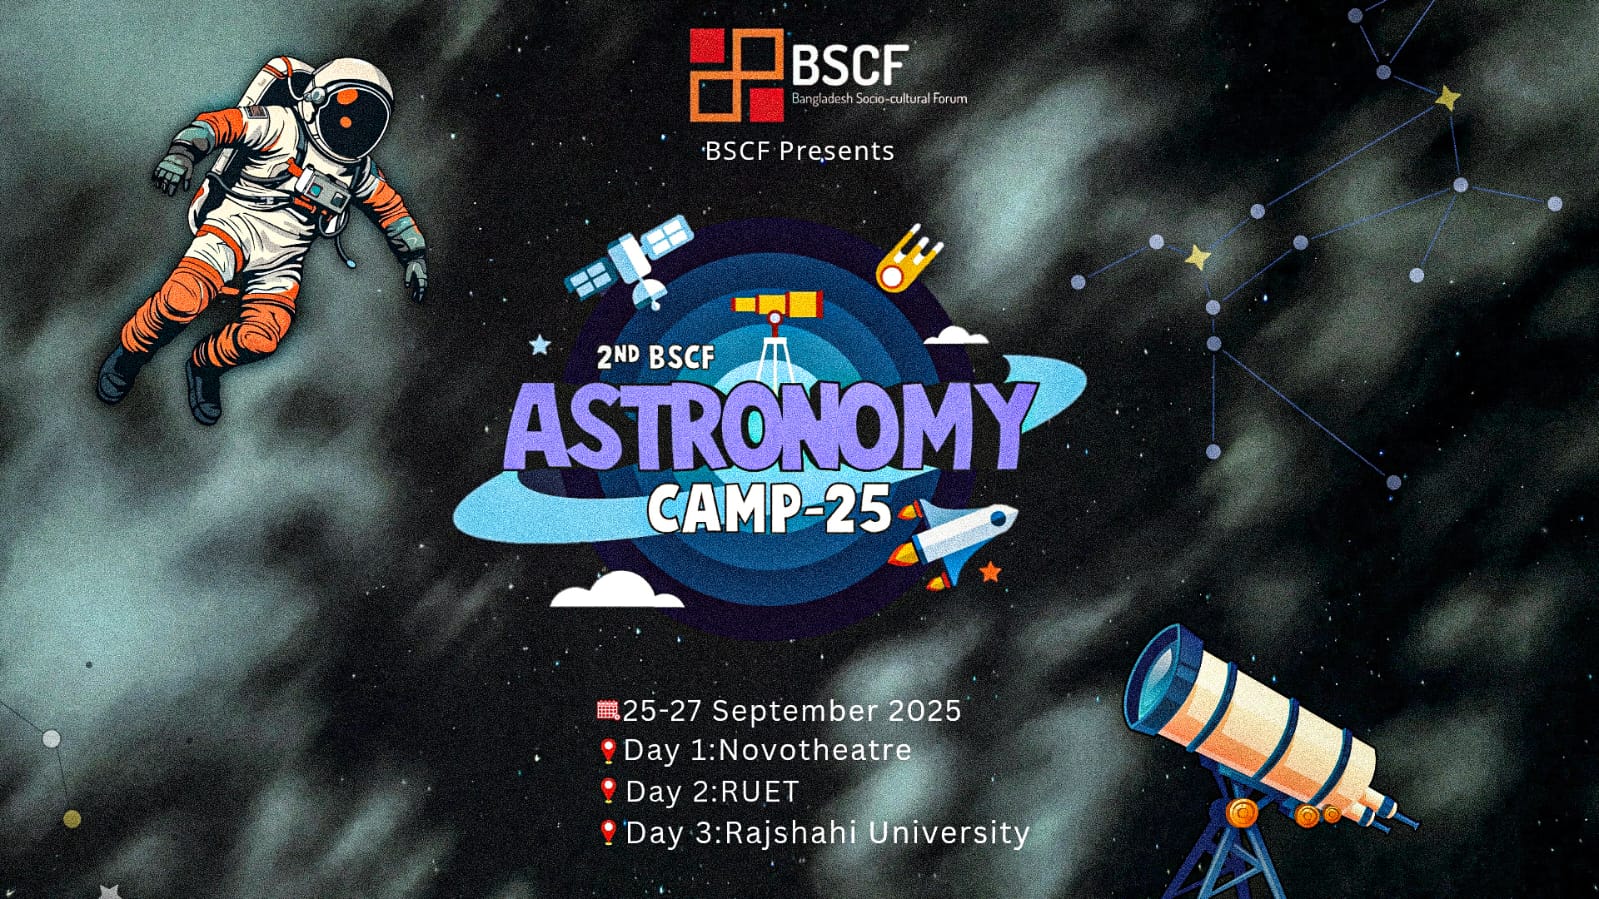 BSCF
Bangladesh Socio-cultural Forum
BSCF Presents
2ND BSCF
ASTRONOMY
CAMP-25
25-27 September 2025
Day 1:Novotheatre
Day 2:RUET
Day 3:Rajshahi University